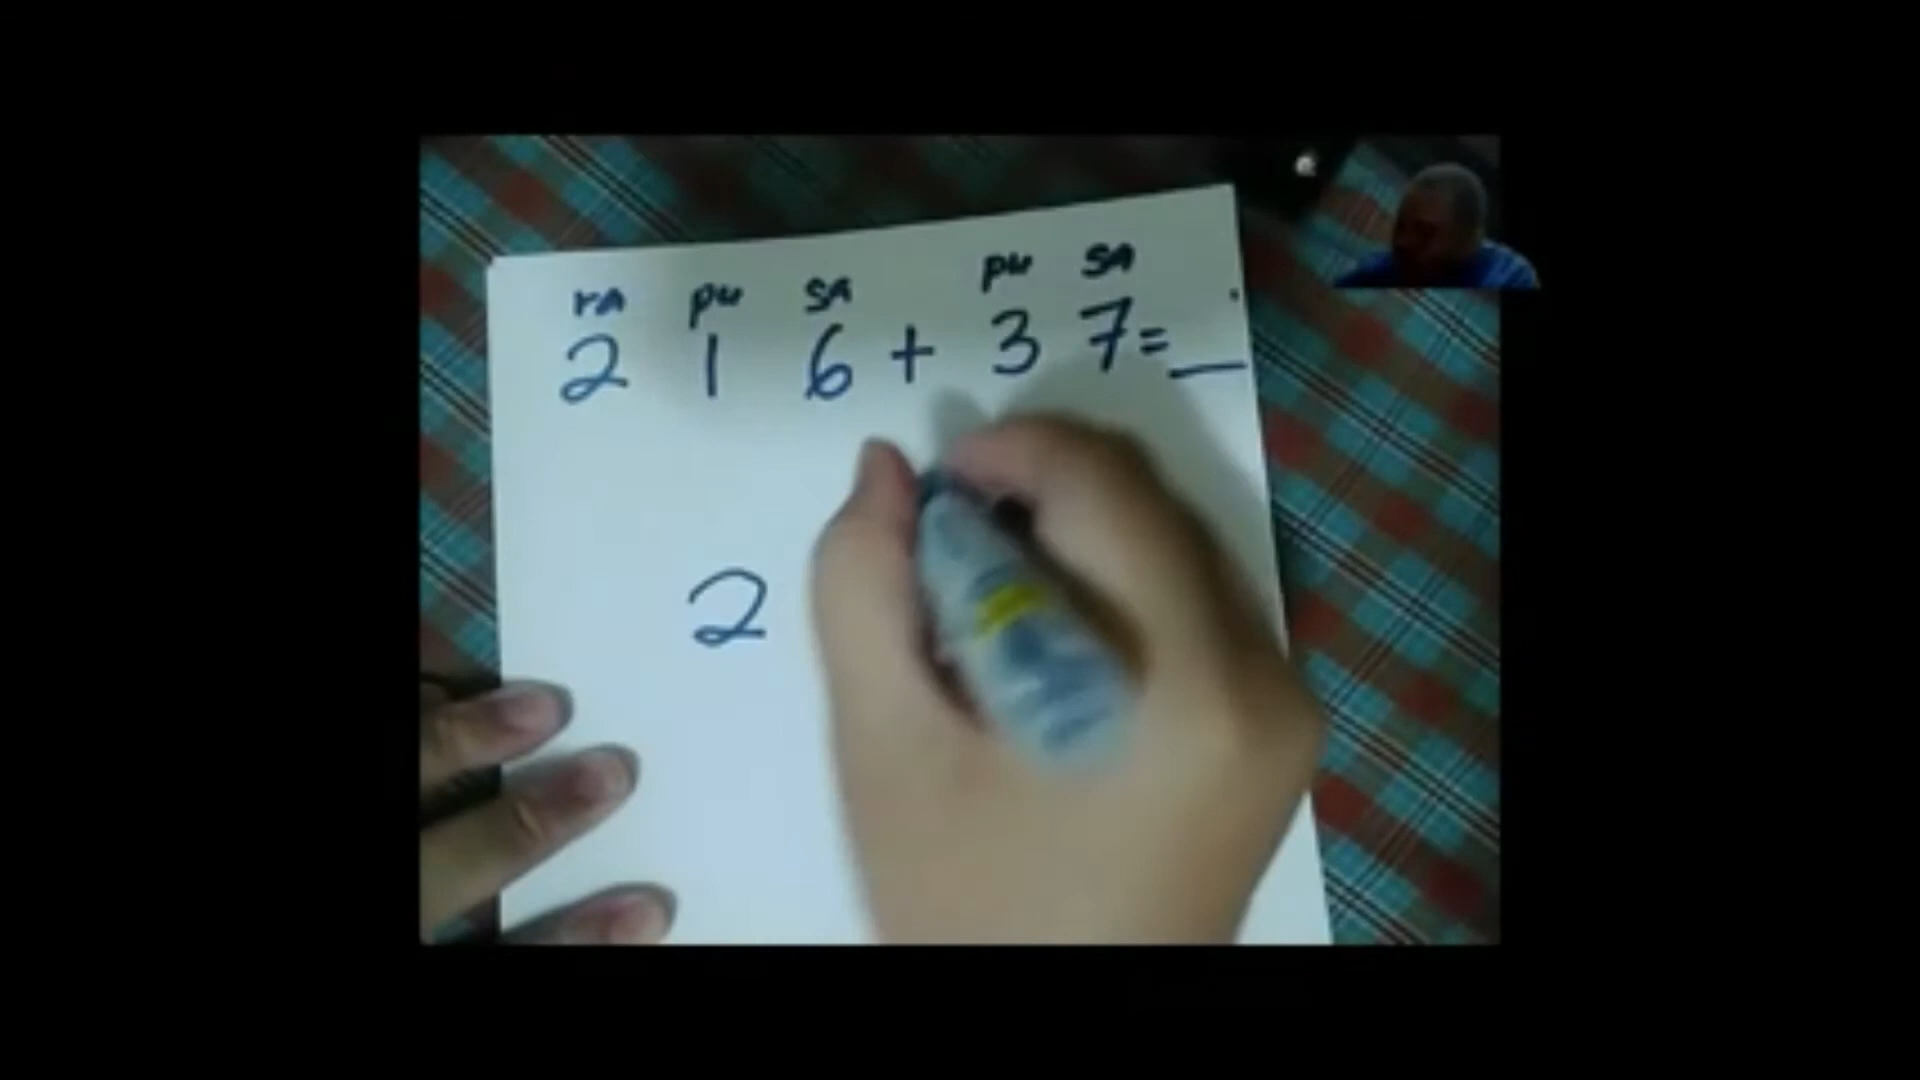 ra pu sa pu sa
2 1 6 + 3 7 = __
2